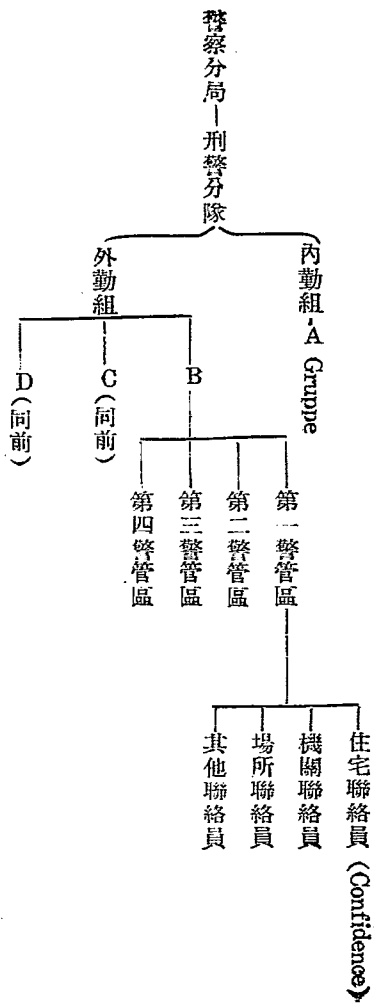 警察分局—刑警分隊
內勤組-A Gruppe
外勤組
B
C(同前)
D(同前)
第一警管區
第二警管區
第三警管區
第四警管區
住宅聯絡員(Confidence)
機關聯絡員
場所聯絡員
其他聯絡員